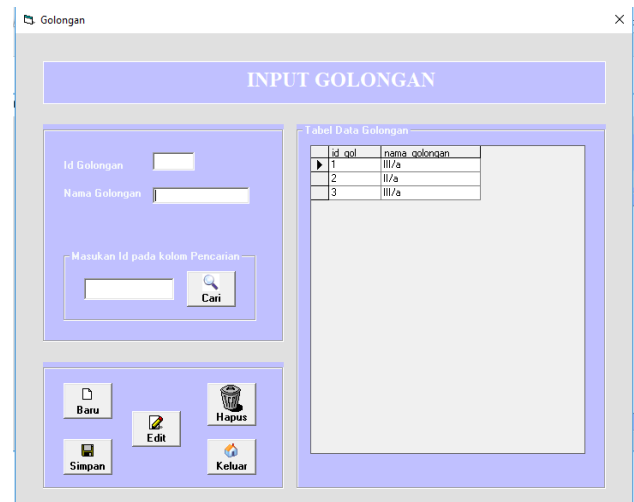 Golongan
INPUT GOLONGAN
Id Golongan
Nama Golongan
Masukan Id pada kolom Pencarian
Cari
Baru
Edit
Hapus
Simpan
Keluar
Tabel Data Golongan
id_gol nama_golongan
1 III/a
2 II/a
3 III/a